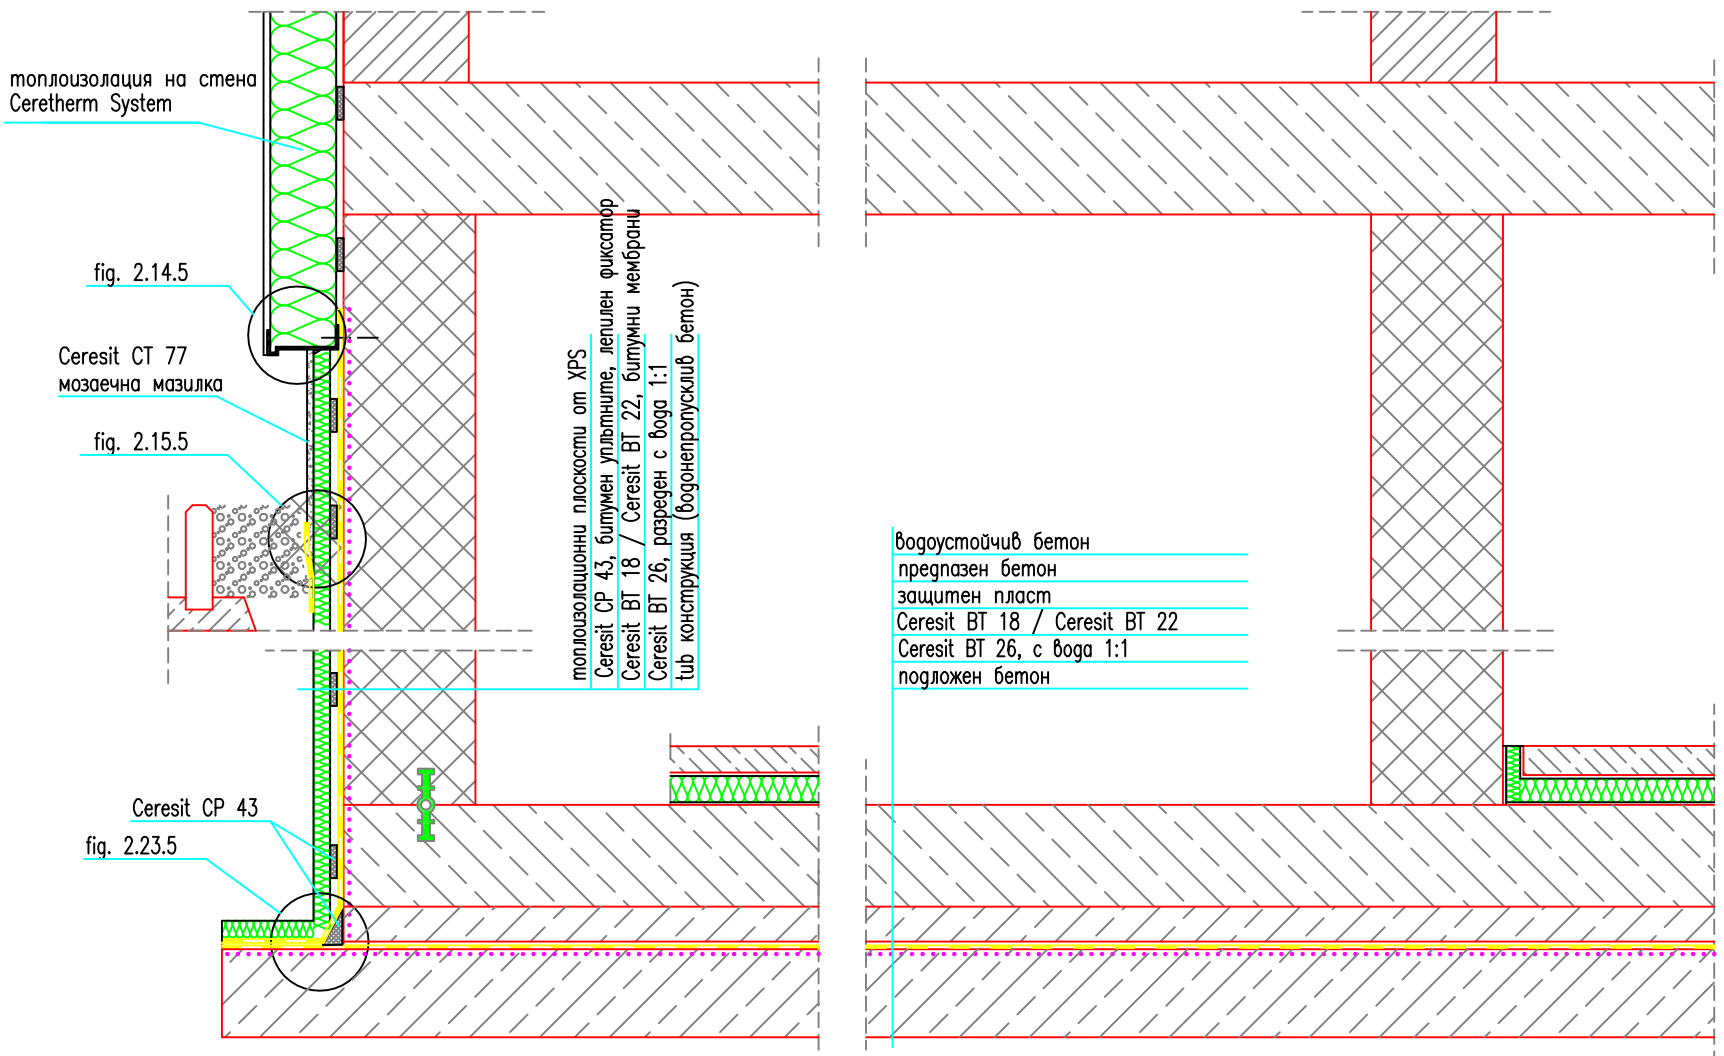 топлоизолация на стена
Ceretherm System
fig. 2.14.5
Ceresit CT 77
мозаечна мазилка
fig. 2.15.5
Ceresit CP 43
fig. 2.23.5
топлоизолационни плоскости от XPS
Ceresit CP 43, битумен уплътните, лепилен фиксатор
Ceresit BT 18 / Ceresit BT 22, битумни мембрани
Ceresit BT 26, разреден с вода 1:1
tub конструкция (водонепропусклив бетон)
водоустойчив бетон
предпазен бетон
защитен пласт
Ceresit BT 18 / Ceresit BT 22
Ceresit BT 26, с вода 1:1
подложен бетон